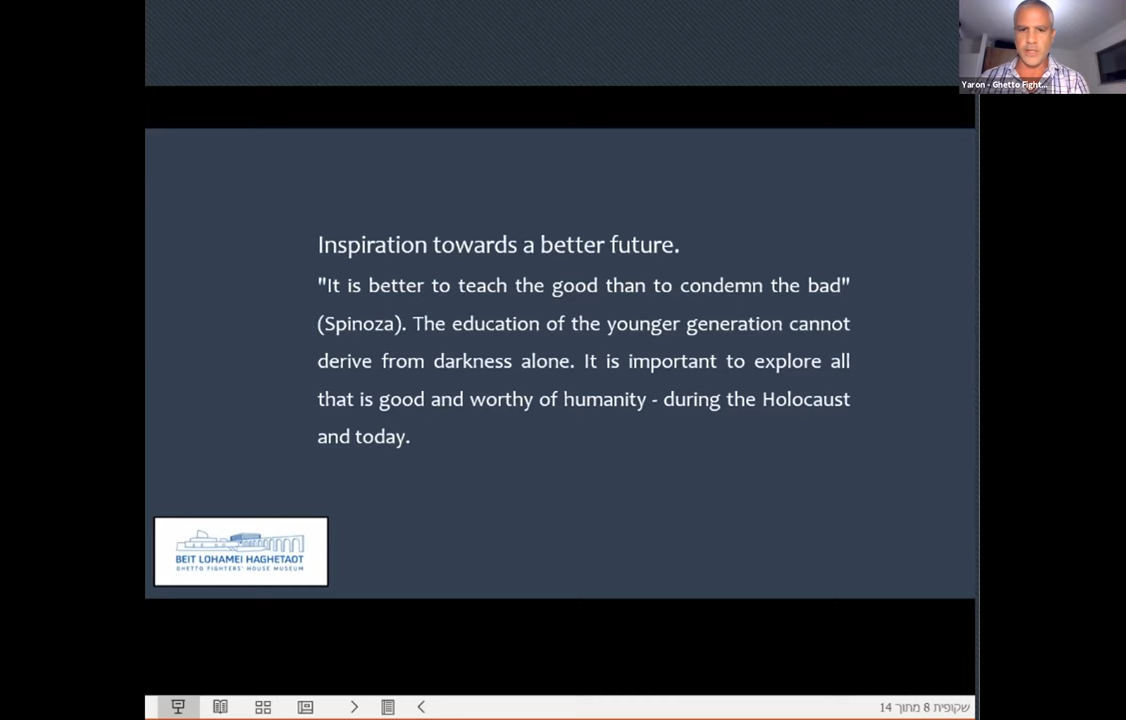 Yaron - Ghetto Fight...
Inspiration towards a better future.
"It is better to teach the good than to condemn the bad"
(Spinoza). The education of the younger generation cannot
derive from darkness alone. It is important to explore all
that is good and worthy of humanity - during the Holocaust
and today.
BEIT LOHAMEI HAGHETAOT
GHETTO FIGHTERS' HOUSE MUSEUM
שקופית 8 מתוך 14